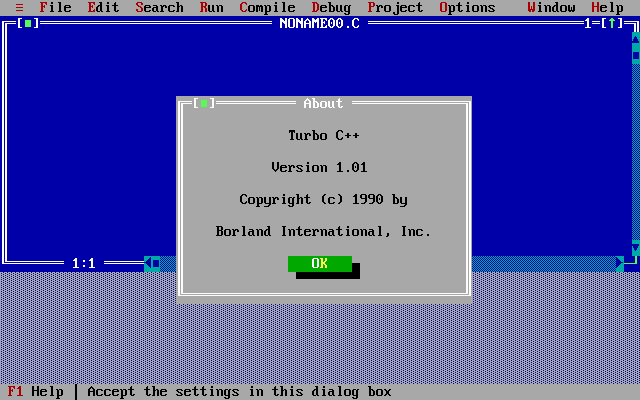 ≡ File Edit Search Run Compile Debug Project Options Window Help
[■] NONAME00.C 1=[↑]
[■] About
Turbo C++
Version 1.01
Copyright (c) 1990 by
Borland International, Inc.
OK
1:1
F1 Help │ Accept the settings in this dialog box